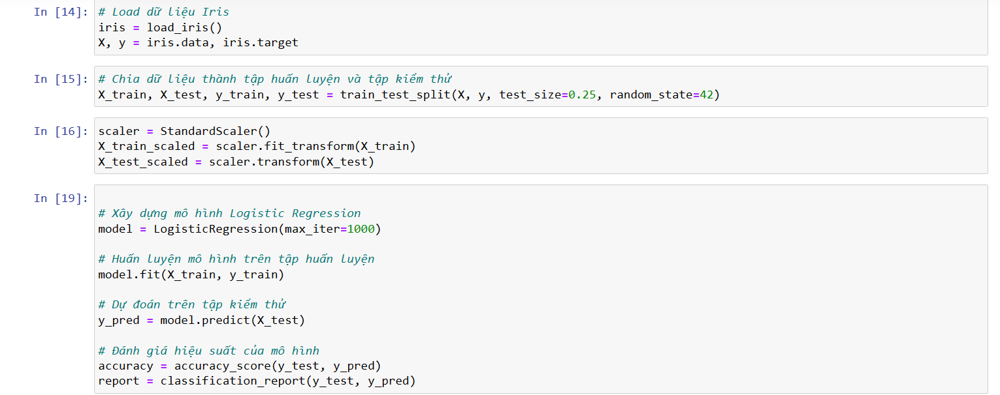 In [14]: # Load dữ liệu Iris
iris = load_iris()
X, y = iris.data, iris.target
In [15]: # Chia dữ liệu thành tập huấn luyện và tập kiểm thử
X_train, X_test, y_train, y_test = train_test_split(X, y, test_size=0.25, random_state=42)
In [16]: scaler = StandardScaler()
X_train_scaled = scaler.fit_transform(X_train)
X_test_scaled = scaler.transform(X_test)
In [19]:
# Xây dựng mô hình Logistic Regression
model = LogisticRegression(max_iter=1000)
# Huấn luyện mô hình trên tập huấn luyện
model.fit(X_train, y_train)
# Dự đoán trên tập kiểm thử
y_pred = model.predict(X_test)
# Đánh giá hiệu suất của mô hình
accuracy = accuracy_score(y_test, y_pred)
report = classification_report(y_test, y_pred)